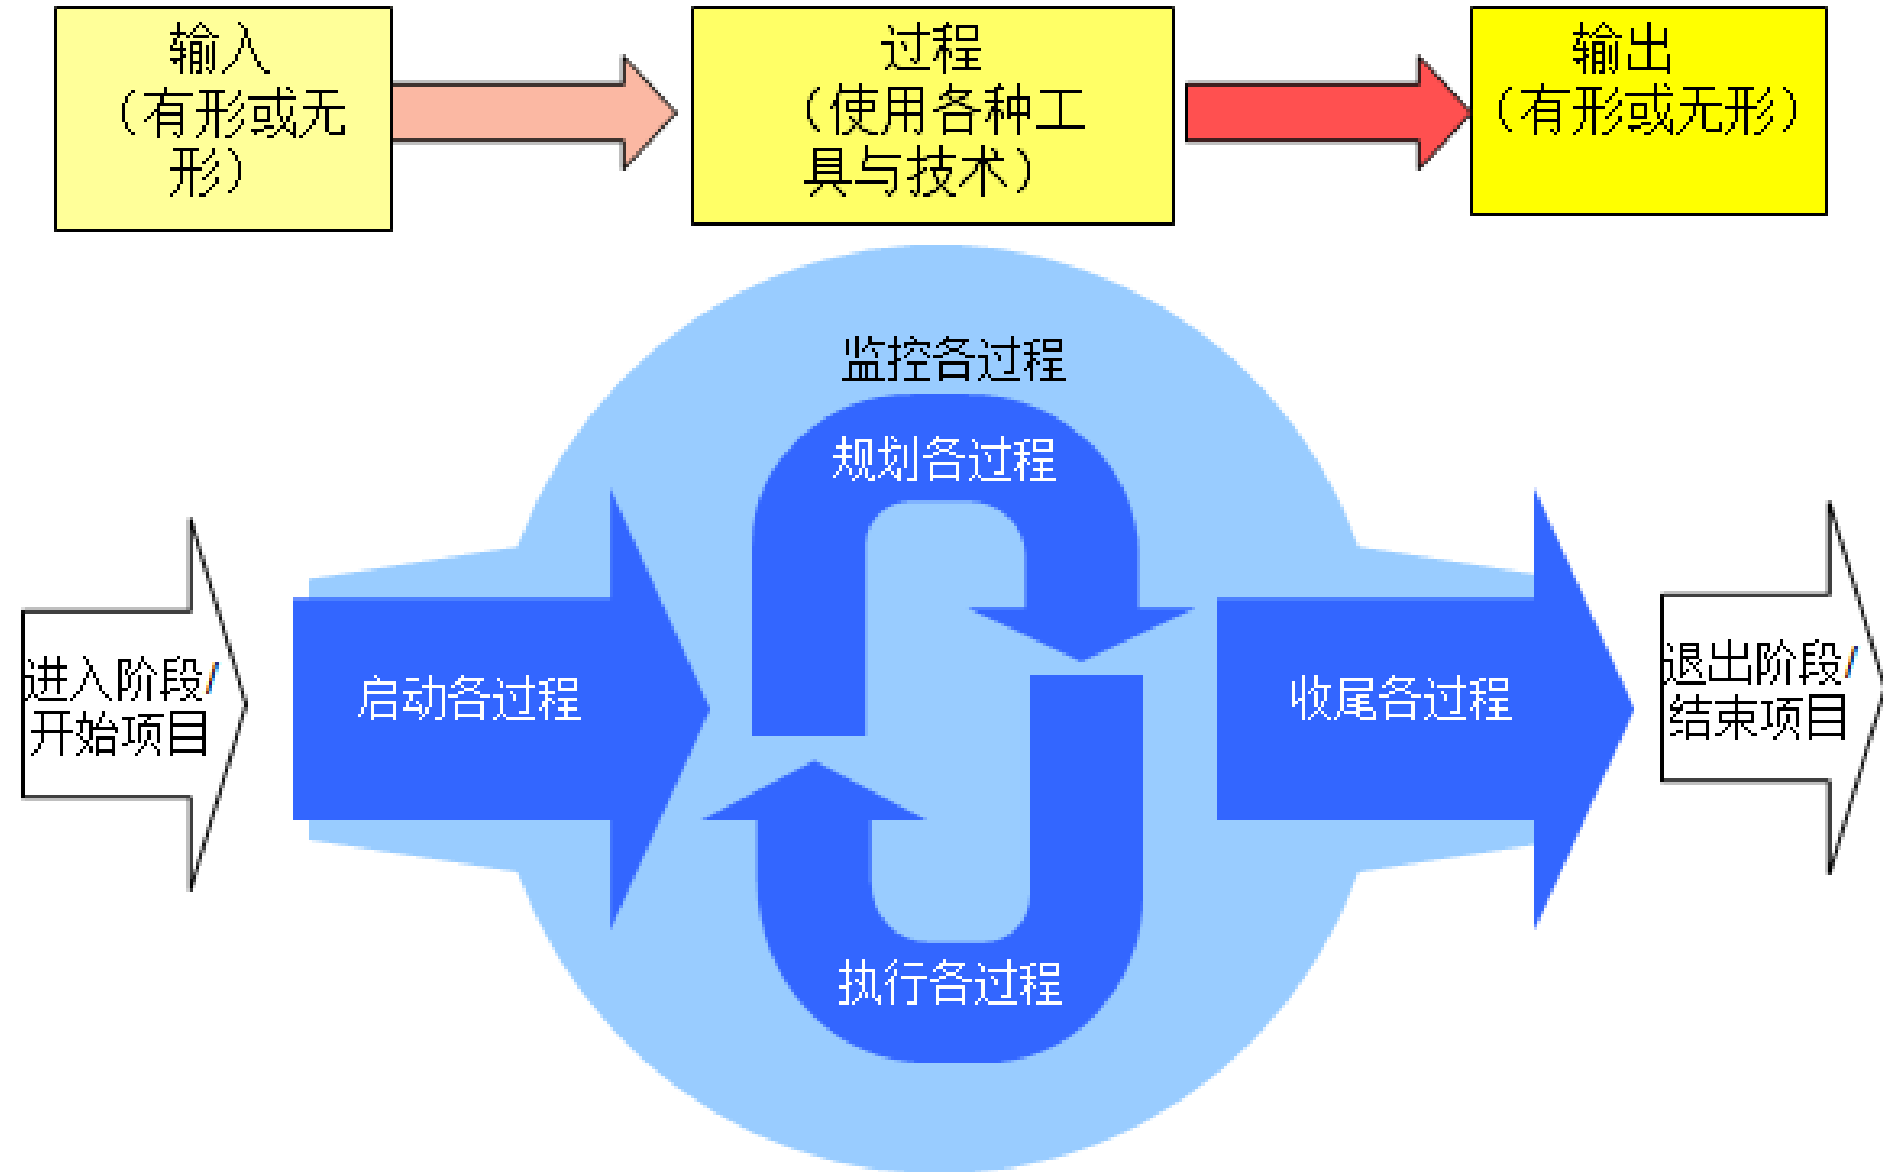 输入
（有形或无
形）
过程
（使用各种工
具与技术）
输出
（有形或无形）
监控各过程
规划各过程
进入阶段/
开始项目
启动各过程
收尾各过程
退出阶段/
结束项目
执行各过程